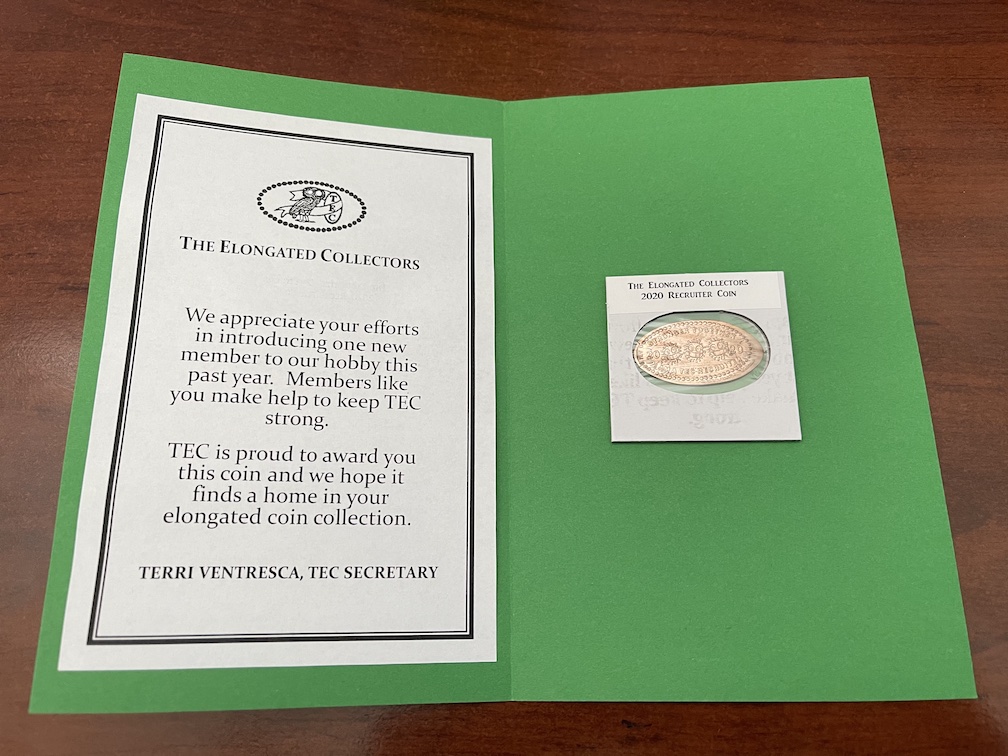 TEC
THE ELONGATED COLLECTORS
We appreciate your efforts
in introducing one new
member to our hobby this
past year. Members like
you make help to keep TEC
strong.
TEC is proud to award you
this coin and we hope it
finds a home in your
elongated coin collection.
TERRI VENTRESCA, TEC SECRETARY
THE ELONGATED COLLECTORS
2020 RECRUITER COIN